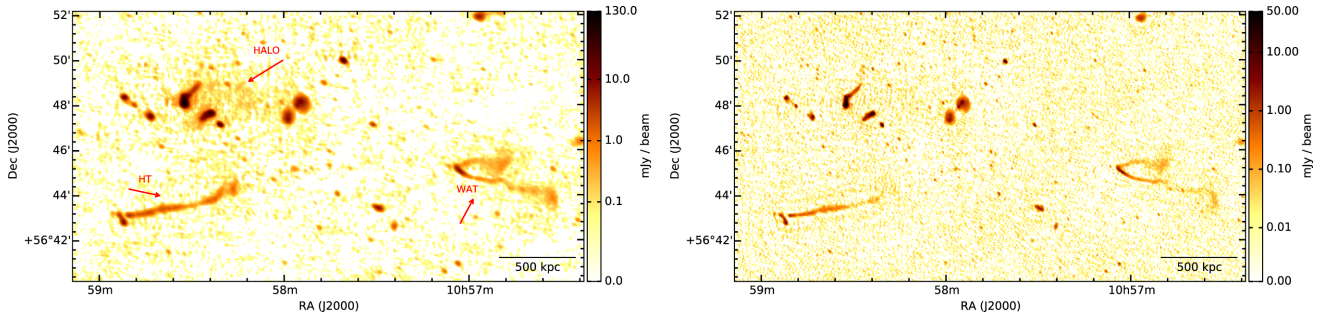 52'
50'
48'
46'
44'
+56°42'
Dec (J2000)
59m
58m
10h57m
RA (J2000)
HALO
HT
WAT
500 kpc
130.0
10.0
1.0
0.1
0.0
mJy / beam
52'
50'
48'
46'
44'
+56°42'
Dec (J2000)
59m
58m
10h57m
RA (J2000)
500 kpc
50.00
10.00
1.00
0.10
0.01
0.00
mJy / beam